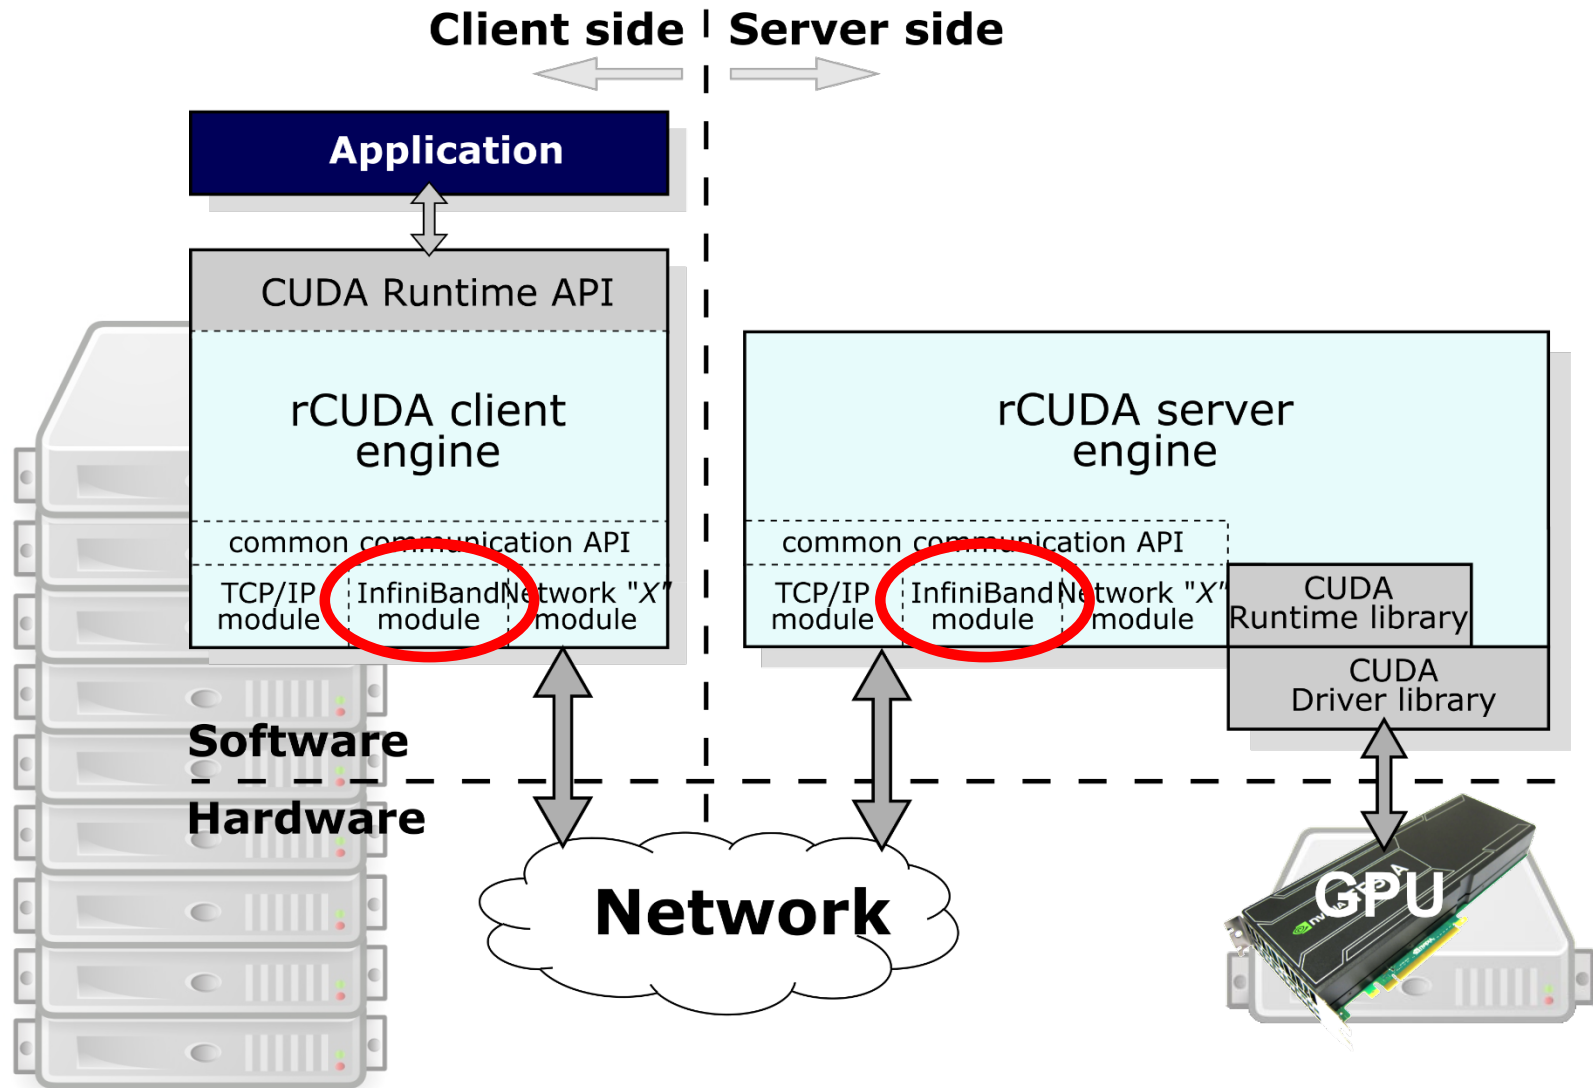 Client side
Server side
Application
CUDA Runtime API
rCUDA client
engine
common communication API
TCP/IP
module
InfiniBand
module
Network "X"
module
rCUDA server
engine
common communication API
TCP/IP
module
InfiniBand
module
Network "X"
module
CUDA
Runtime library
CUDA
Driver library
Software
Hardware
Network
GPU